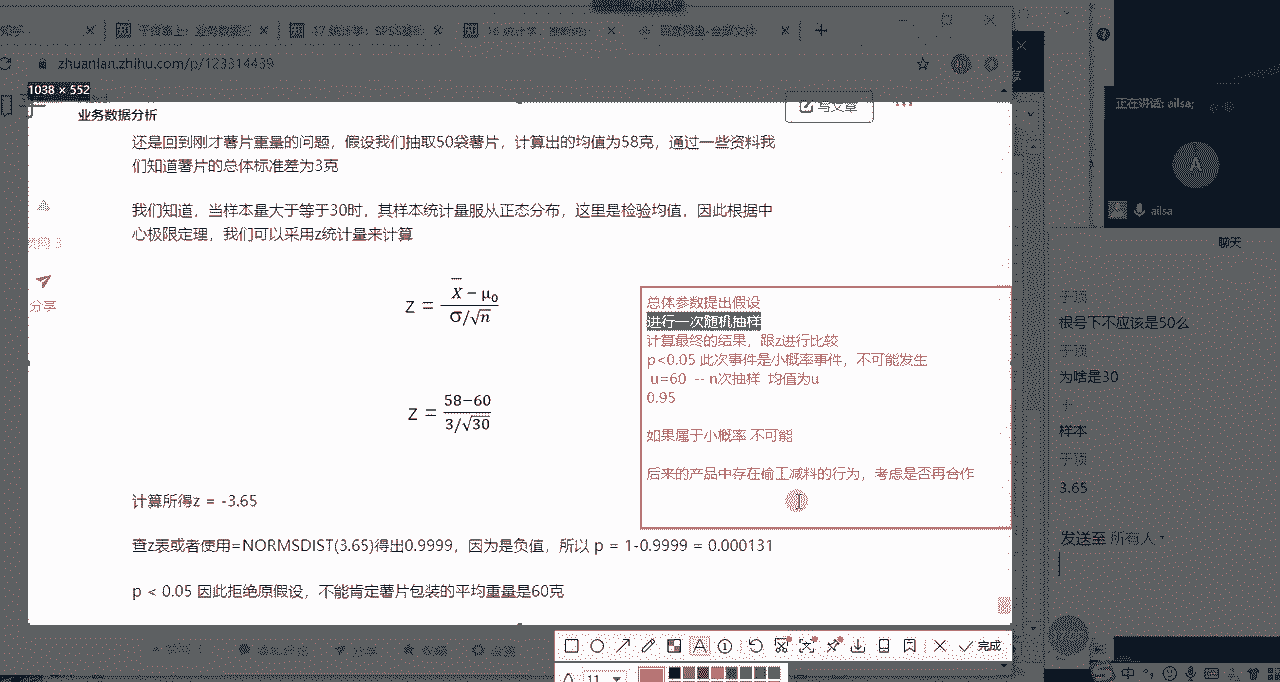 zhuanlan.zhihu.com/p/123314439
1038 × 552
业务数据分析
写文章
还是回到刚才薯片重量的问题，假设我们抽取50袋薯片，计算出的均值为58克，通过一些资料我
们知道薯片的总体标准差为3克
我们知道，当样本量大于等于30时，其样本统计量服从正态分布，这里是检验均值，因此根据中
心极限定理，我们可以采用z统计量来计算
分享
z = (X̅ − μ₀) / (σ/√n)
z = (58−60) / (3/√30)
总体参数提出假设
进行一次随机抽样
计算最终的结果，跟z进行比较
p<0.05 此次事件是小概率事件，不可能发生
u=60 -- n次抽样 均值为u
0.95
如果属于小概率 不可能
后来的产品中存在偷工减料的行为，考虑是否再合作
计算所得z = -3.65
查z表或者使用=NORMSDIST(3.65)得出0.9999，因为是负值，所以 p = 1-0.9999 = 0.000131
p < 0.05 因此拒绝原假设，不能肯定薯片包装的平均重量是60克
完成
11
正在讲话: ailsa;
A
ailsa
聊天
根号下不应该是50么
为啥是30
样本
3.65
发送至 所有人
中